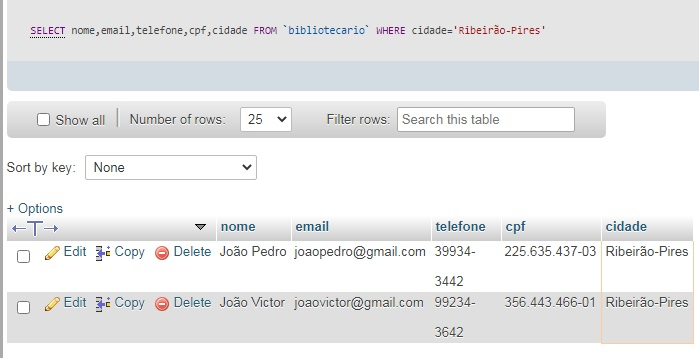 SELECT nome,email,telefone,cpf,cidade FROM `bibliotecario` WHERE cidade='Ribeirão-Pires'
Show all Number of rows: 25 Filter rows: Search this table
Sort by key: None
+ Options
nome email telefone cpf cidade
Edit Copy Delete João Pedro joaopedro@gmail.com 39934- 225.635.437-03 Ribeirão-Pires
3442
Edit Copy Delete João Victor joaovictor@gmail.com 99234- 356.443.466-01 Ribeirão-Pires
3642